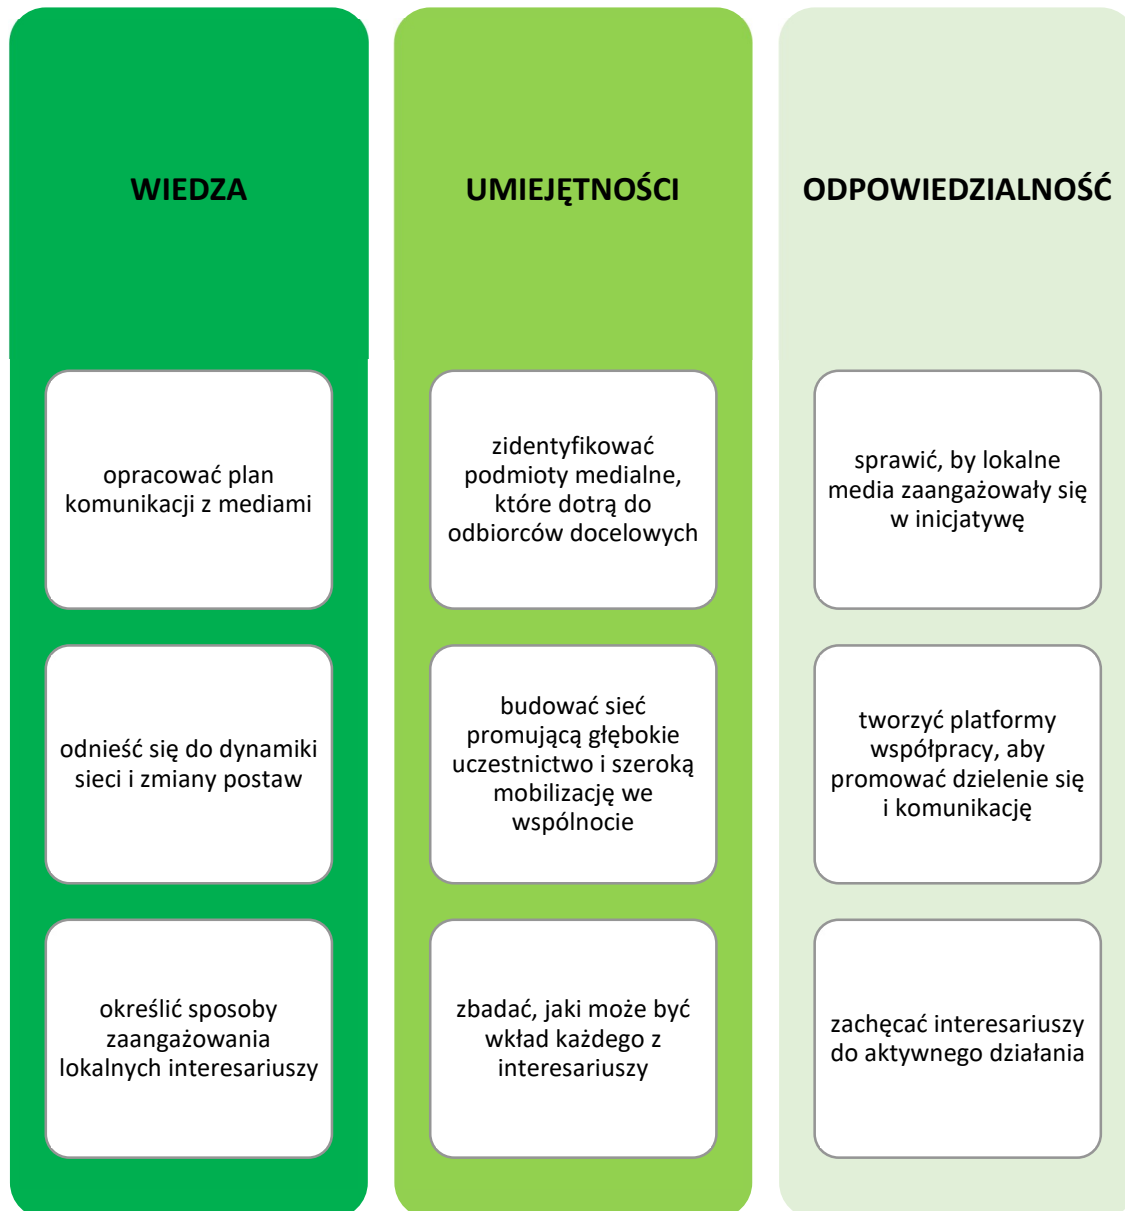 WIEDZA
opracować plan
komunikacji z mediami
odnieść się do dynamiki
sieci i zmiany postaw
określić sposoby
zaangażowania
lokalnych interesariuszy
UMIEJĘTNOŚCI
zidentyfikować
podmioty medialne,
które dotrą do
odbiorców docelowych
budować sieć
promującą głębokie
uczestnictwo i szeroką
mobilizację we
wspólnocie
zbadać, jaki może być
wkład każdego z
interesariuszy
ODPOWIEDZIALNOŚĆ
sprawić, by lokalne
media zaangażowały się
w inicjatywę
tworzyć platformy
współpracy, aby
promować dzielenie się
i komunikację
zachęcać interesariuszy
do aktywnego działania